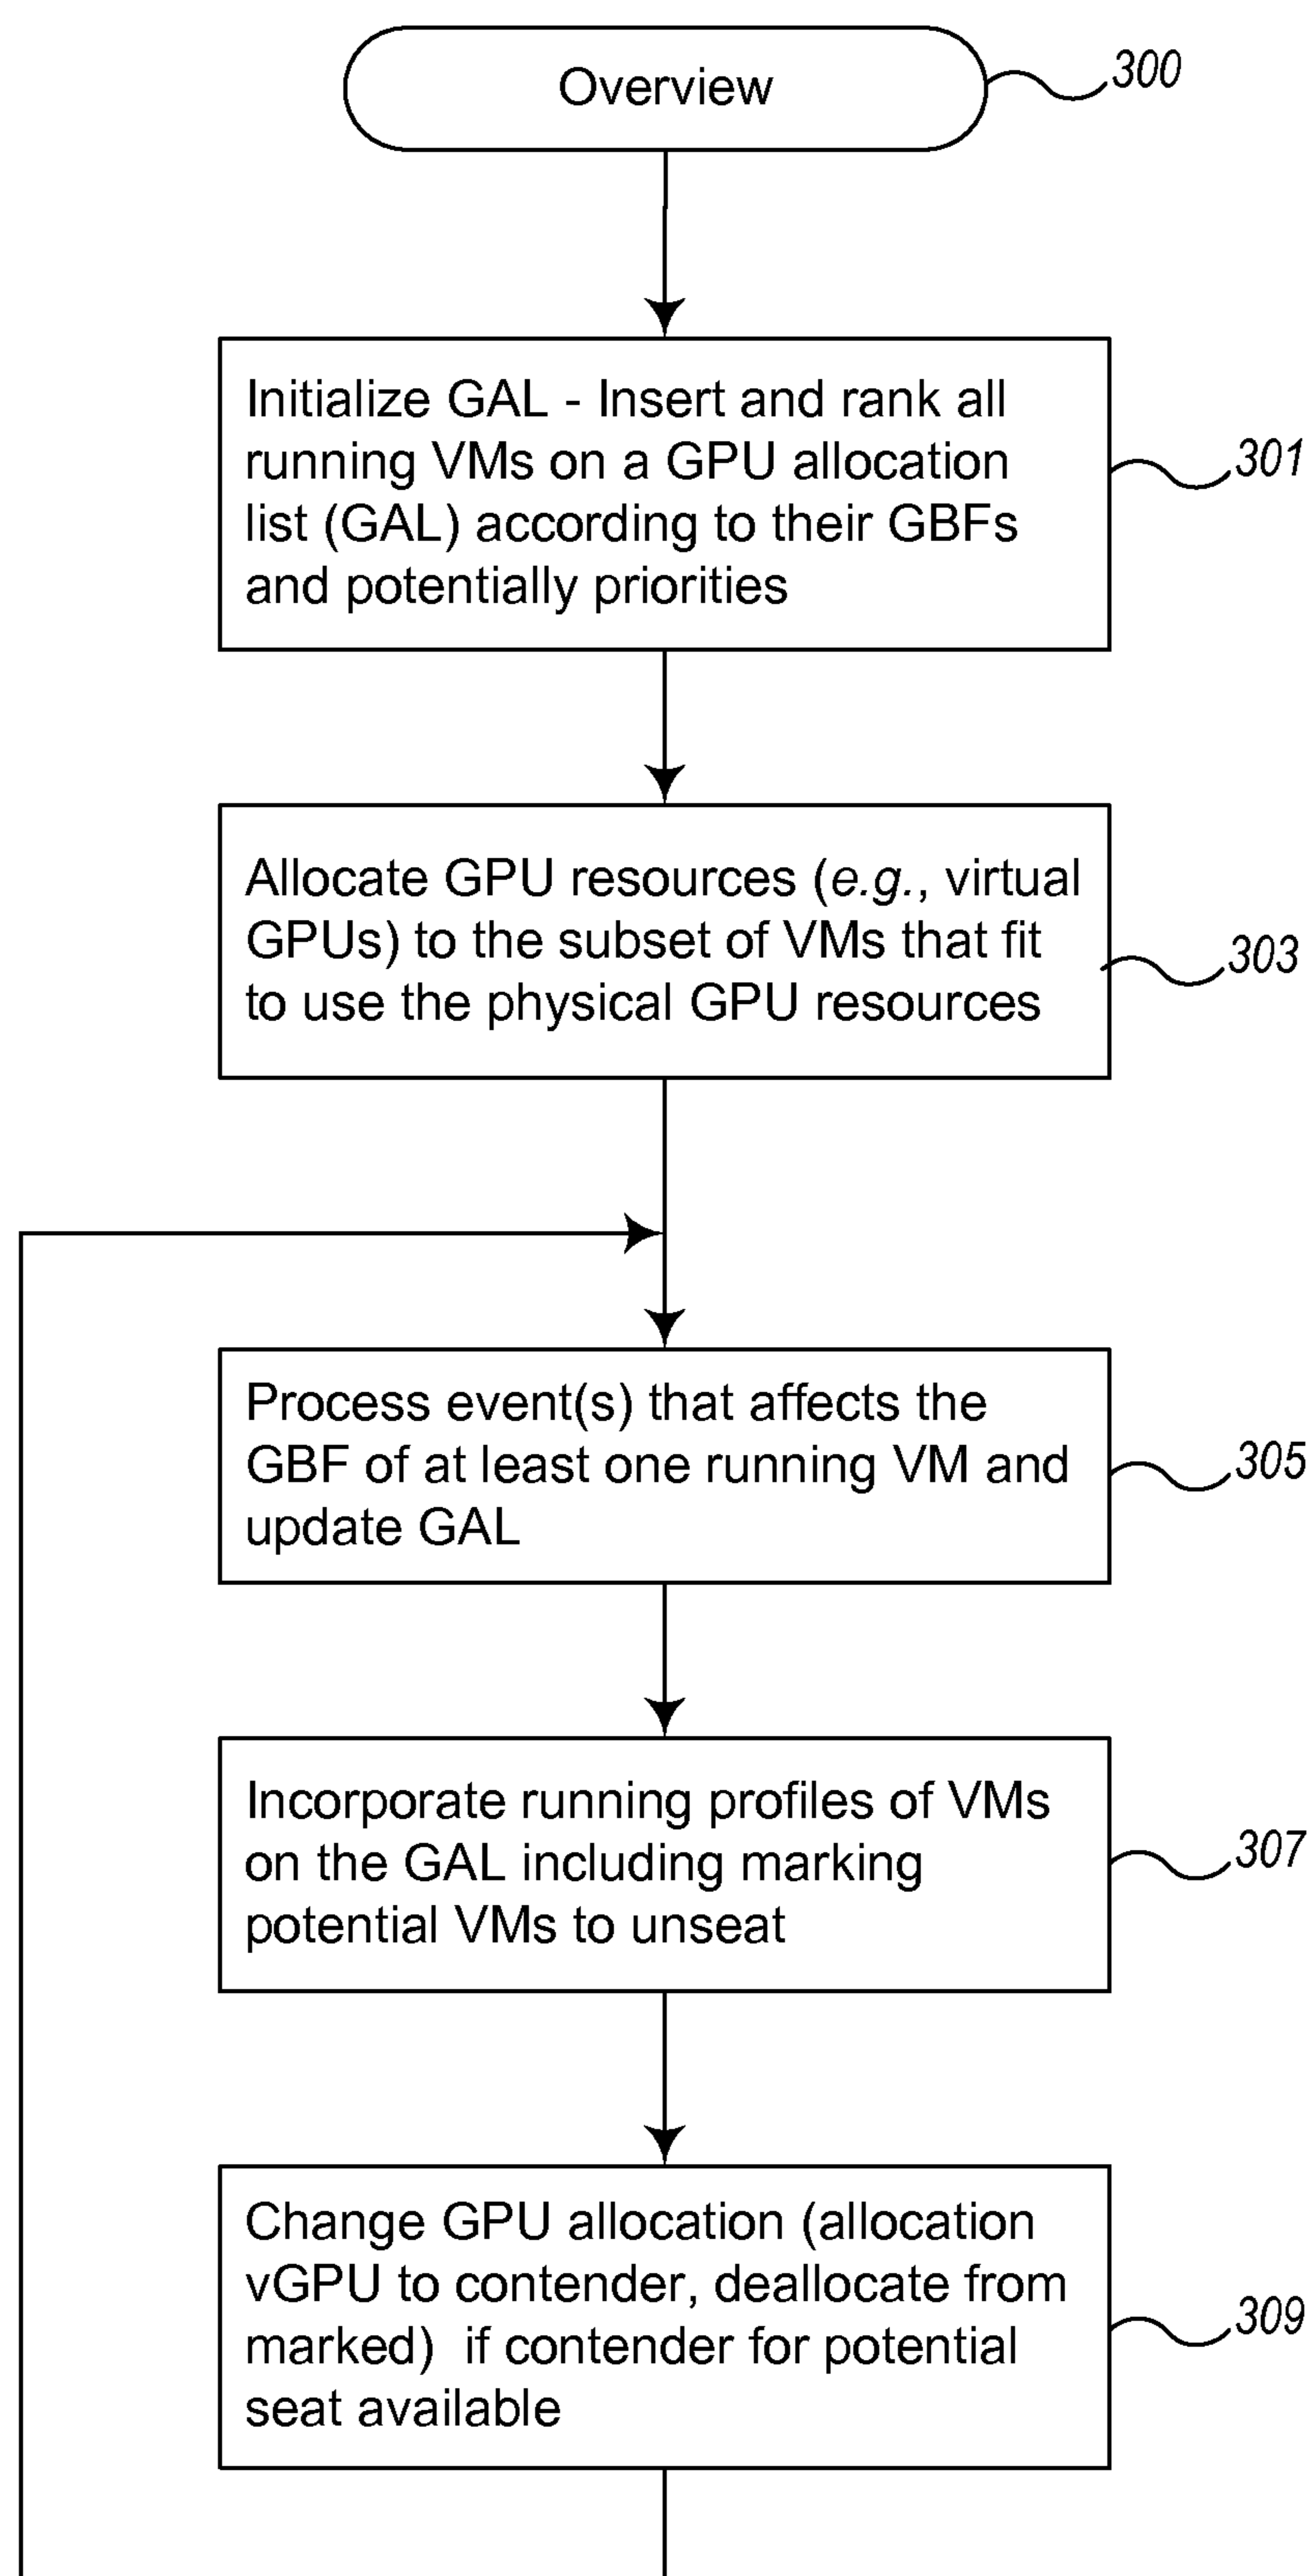 Overview
300
Initialize GAL - Insert and rank all
running VMs on a GPU allocation
list (GAL) according to their GBFs
and potentially priorities
301
Allocate GPU resources (e.g., virtual
GPUs) to the subset of VMs that fit
to use the physical GPU resources
303
Process event(s) that affects the
GBF of at least one running VM and
update GAL
305
Incorporate running profiles of VMs
on the GAL including marking
potential VMs to unseat
307
Change GPU allocation (allocation
vGPU to contender, deallocate from
marked)  if contender for potential
seat available
309